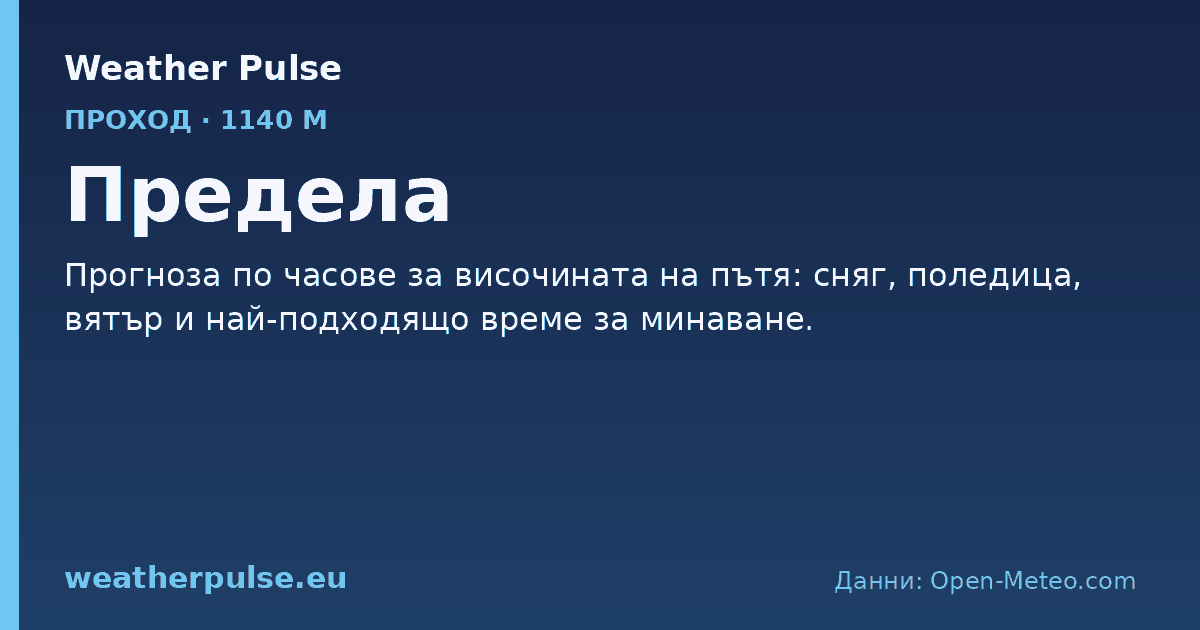 Weather Pulse
ПРОХОД · 1140 М
Предела
Прогноза по часове за височината на пътя: сняг, поледица,
вятър и най-подходящо време за минаване.
weatherpulse.eu
Данни: Open-Meteo.com